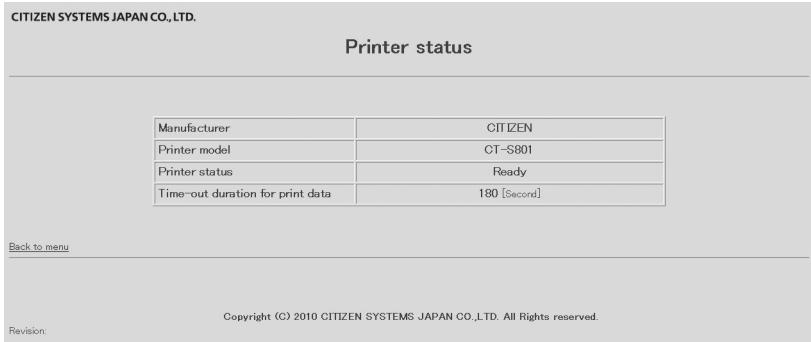 CITIZEN SYSTEMS JAPAN CO., LTD.
Printer status
Manufacturer CITIZEN
Printer model CT-S801
Printer status Ready
Time-out duration for print data 180 [Second]
Back to menu
Copyright (C) 2010 CITIZEN SYSTEMS JAPAN CO.,LTD. All Rights reserved.
Revision: